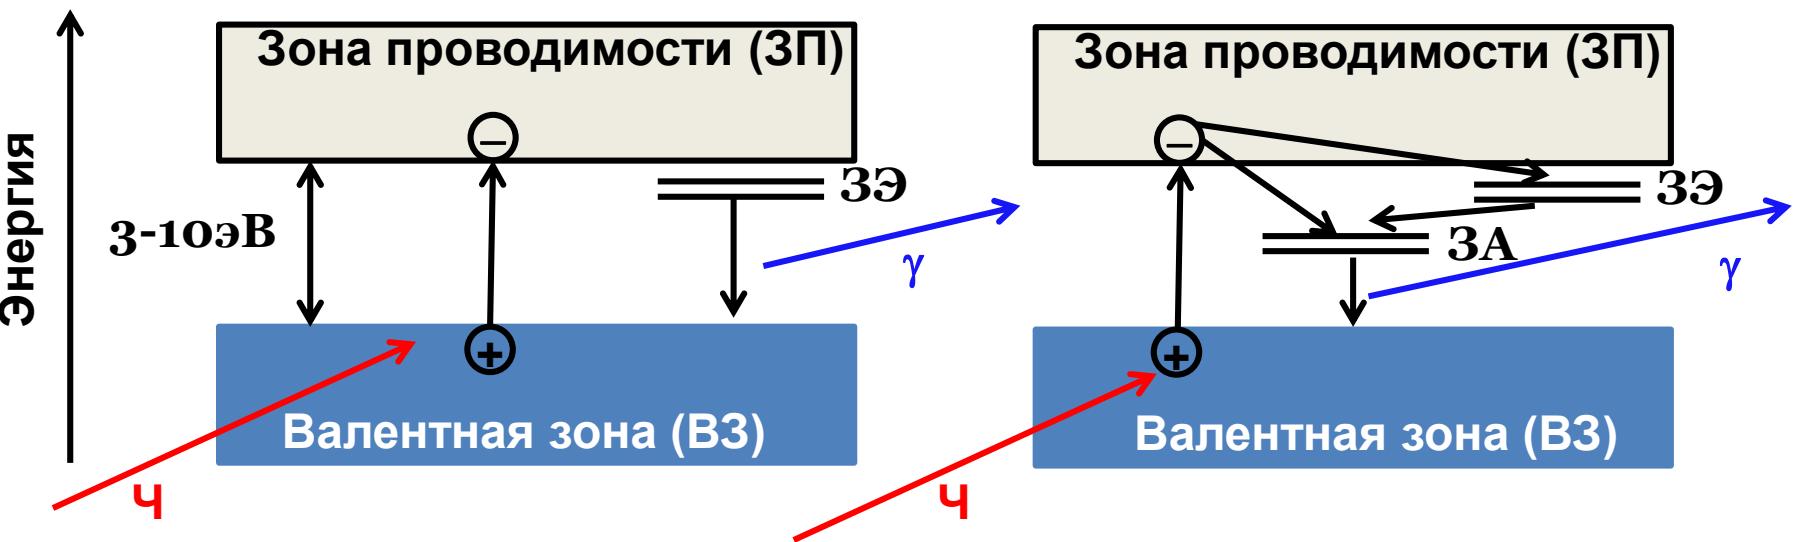 Энергия
Зона проводимости (ЗП)
−
3-10эВ
ЗЭ
γ
+
Валентная зона (ВЗ)
Ч
Зона проводимости (ЗП)
−
ЗЭ
ЗА
γ
+
Валентная зона (ВЗ)
Ч